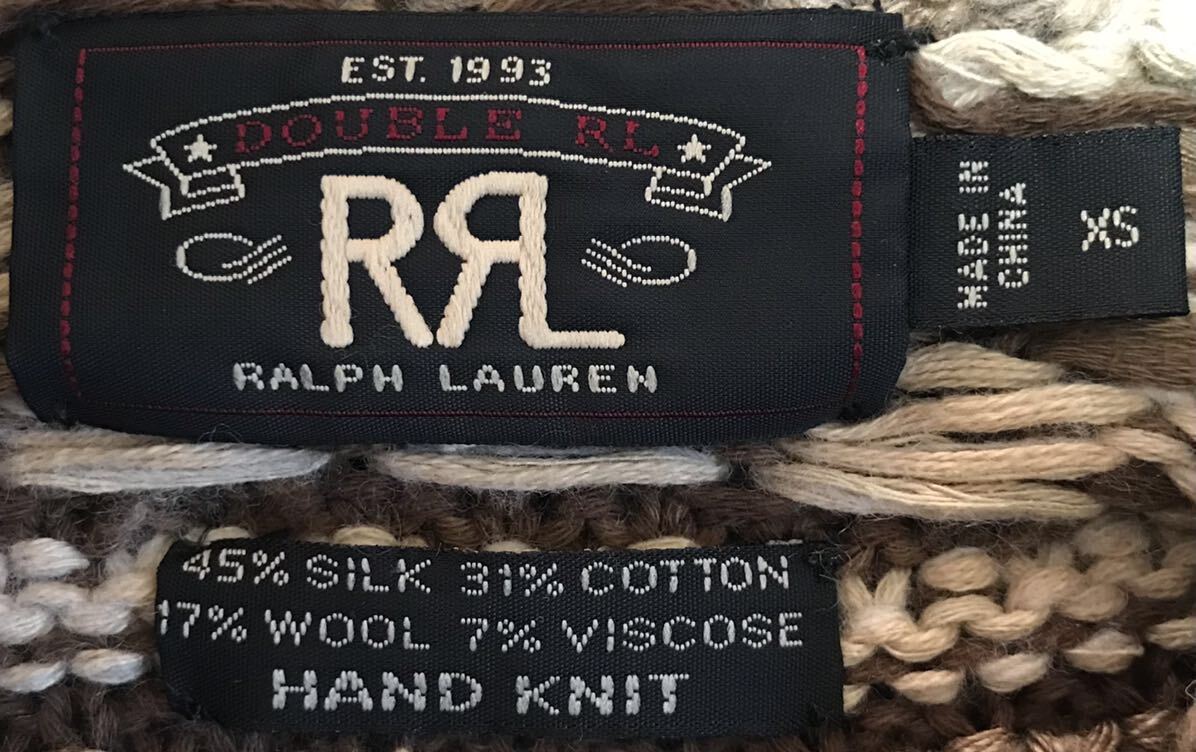 EST. 1993
DOUBLE RL
RRL
RALPH LAUREN
MADE IN
CHINA
XS
45% SILK 31% COTTON
17% WOOL 7% VISCOSE
HAND KNIT